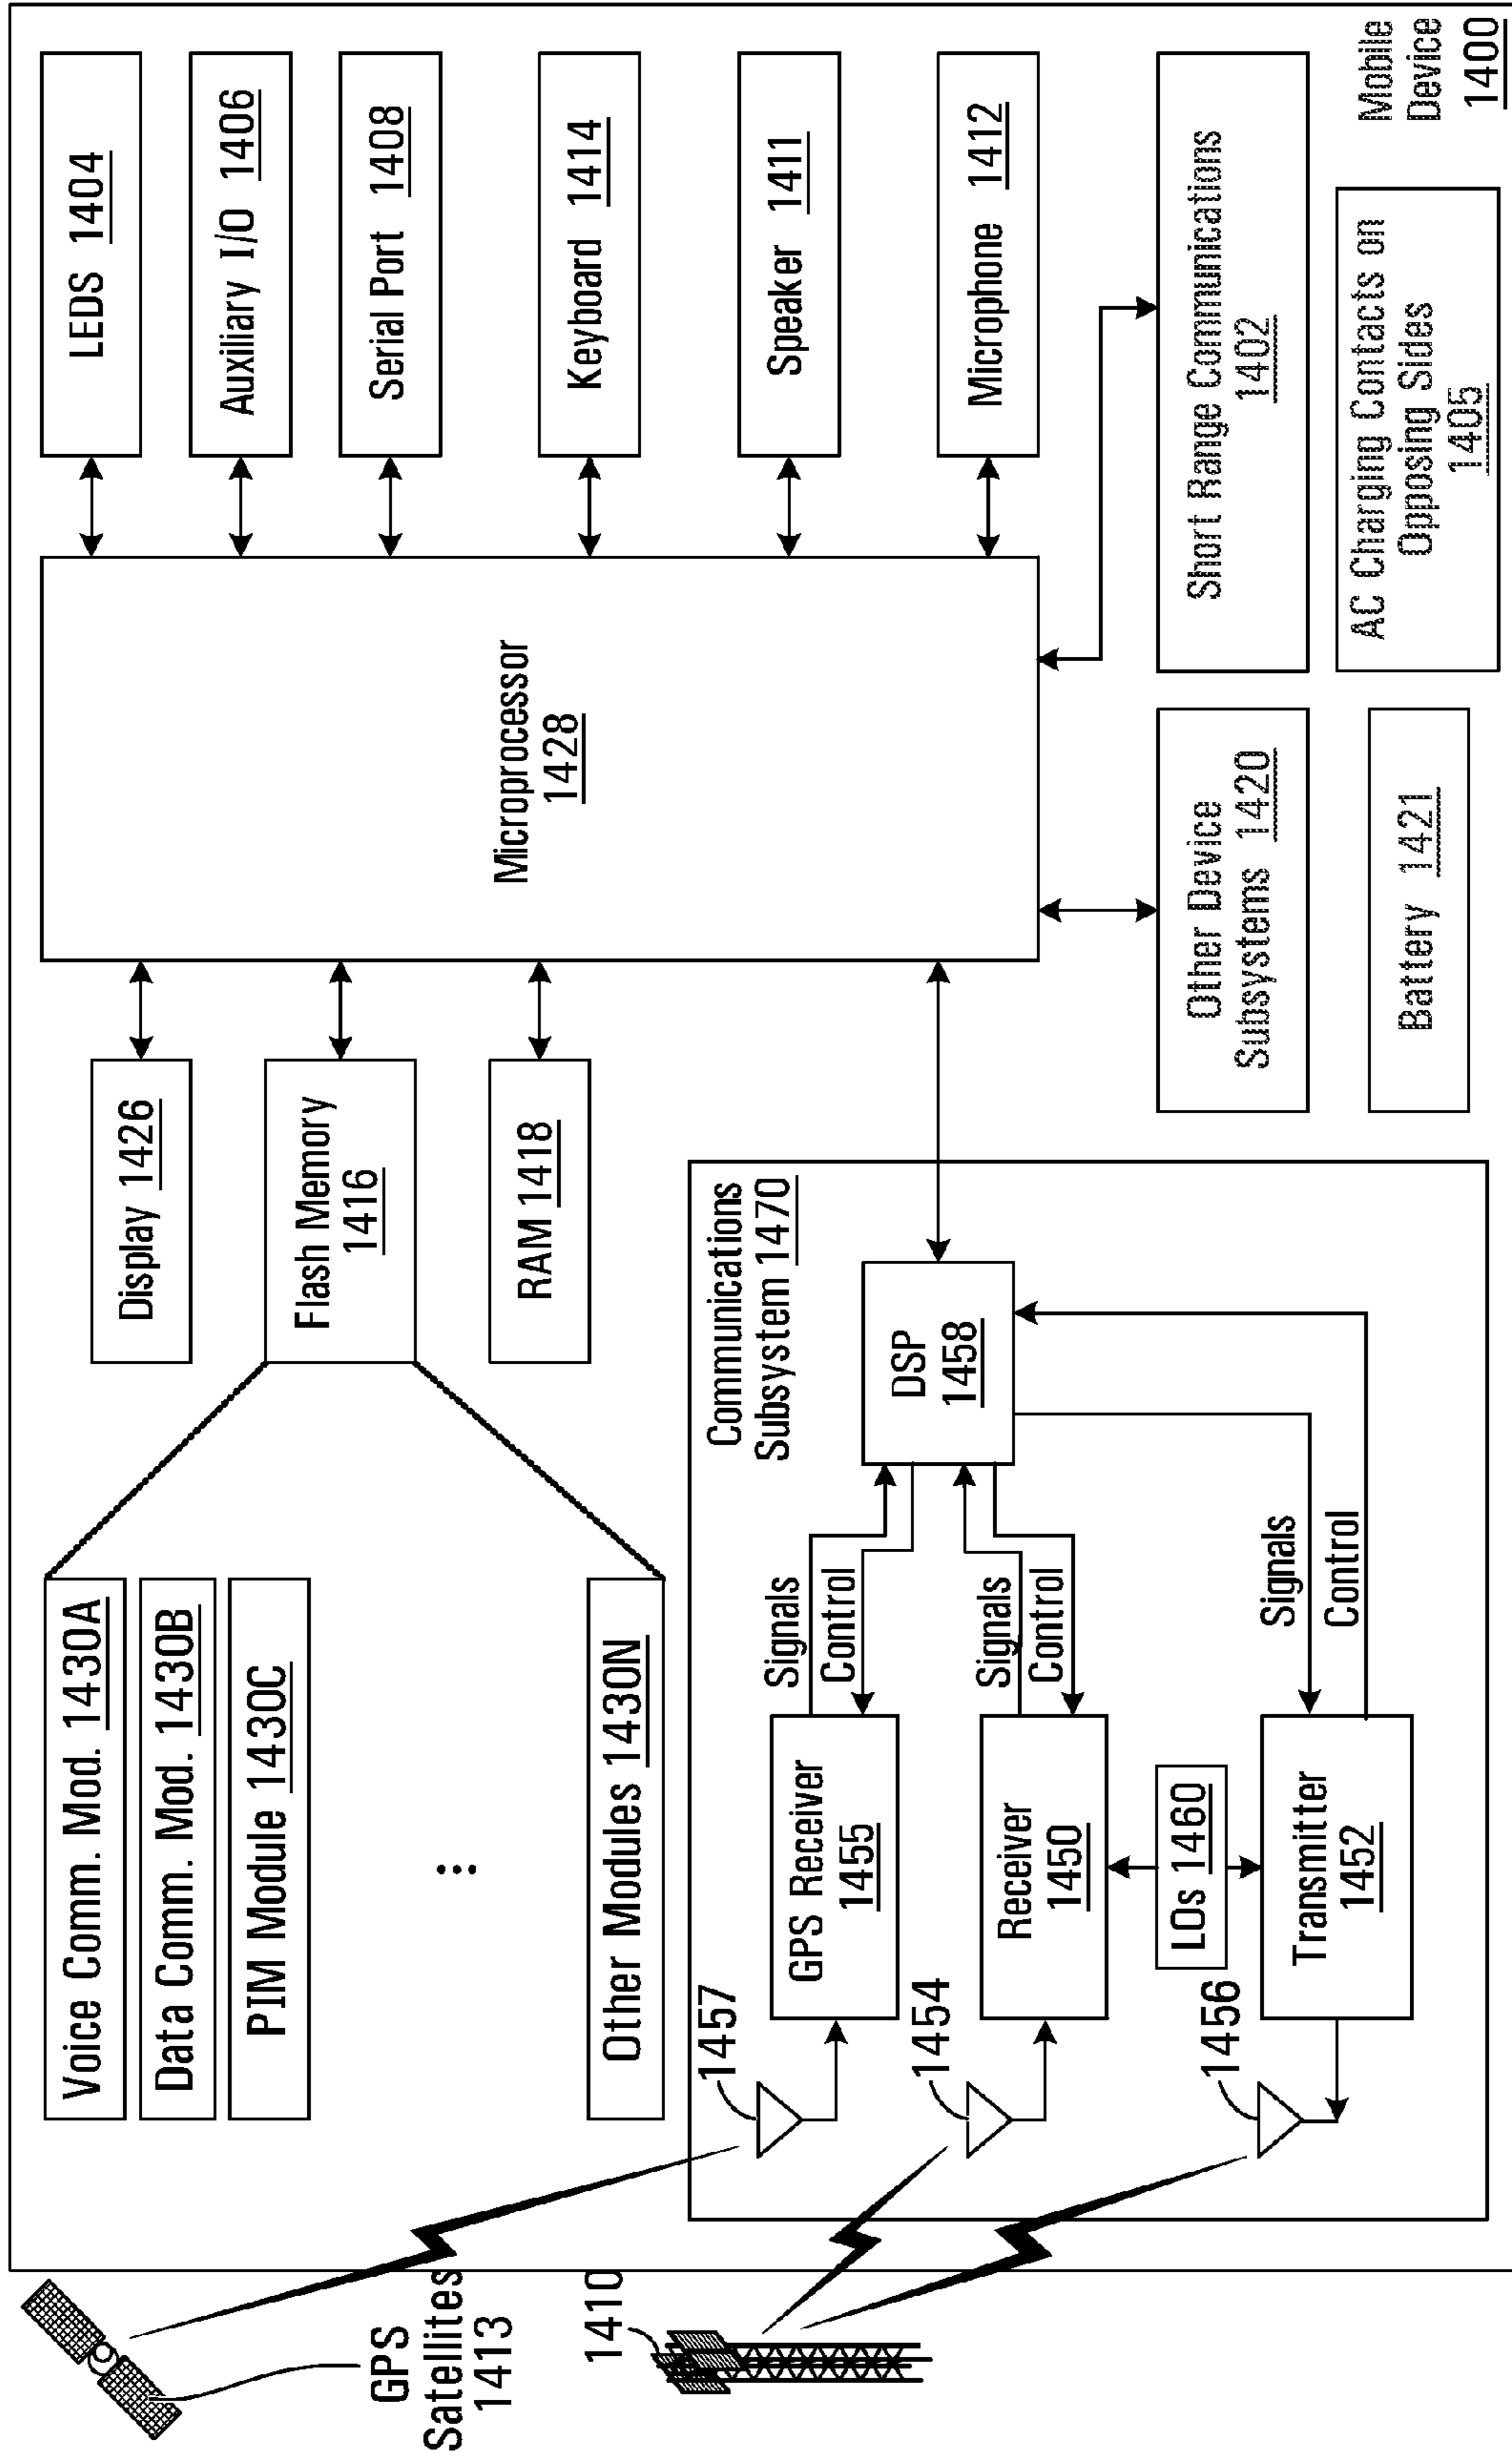 GPS
Satellites
1413
1410
Voice Comm. Mod. 1430A
Data Comm. Mod. 1430B
PIM Module 1430C
...
Other Modules 1430N
Display 1426
Flash Memory
1416
RAM 1418
Microprocessor
1428
LEDS 1404
Auxiliary I/O 1406
Serial Port 1408
Keyboard 1414
Speaker 1411
Microphone 1412
Communications
Subsystem 1470
1457
GPS Receiver
1455
Signals
Control
DSP
1458
1454
Receiver
1450
Signals
Control
LOs 1460
1456
Transmitter
1452
Signals
Control
Other Device
Subsystems 1420
Short Range Communications
1402
Battery 1421
AC Charging Contacts on
Opposing Sides
1405
Mobile
Device
1400